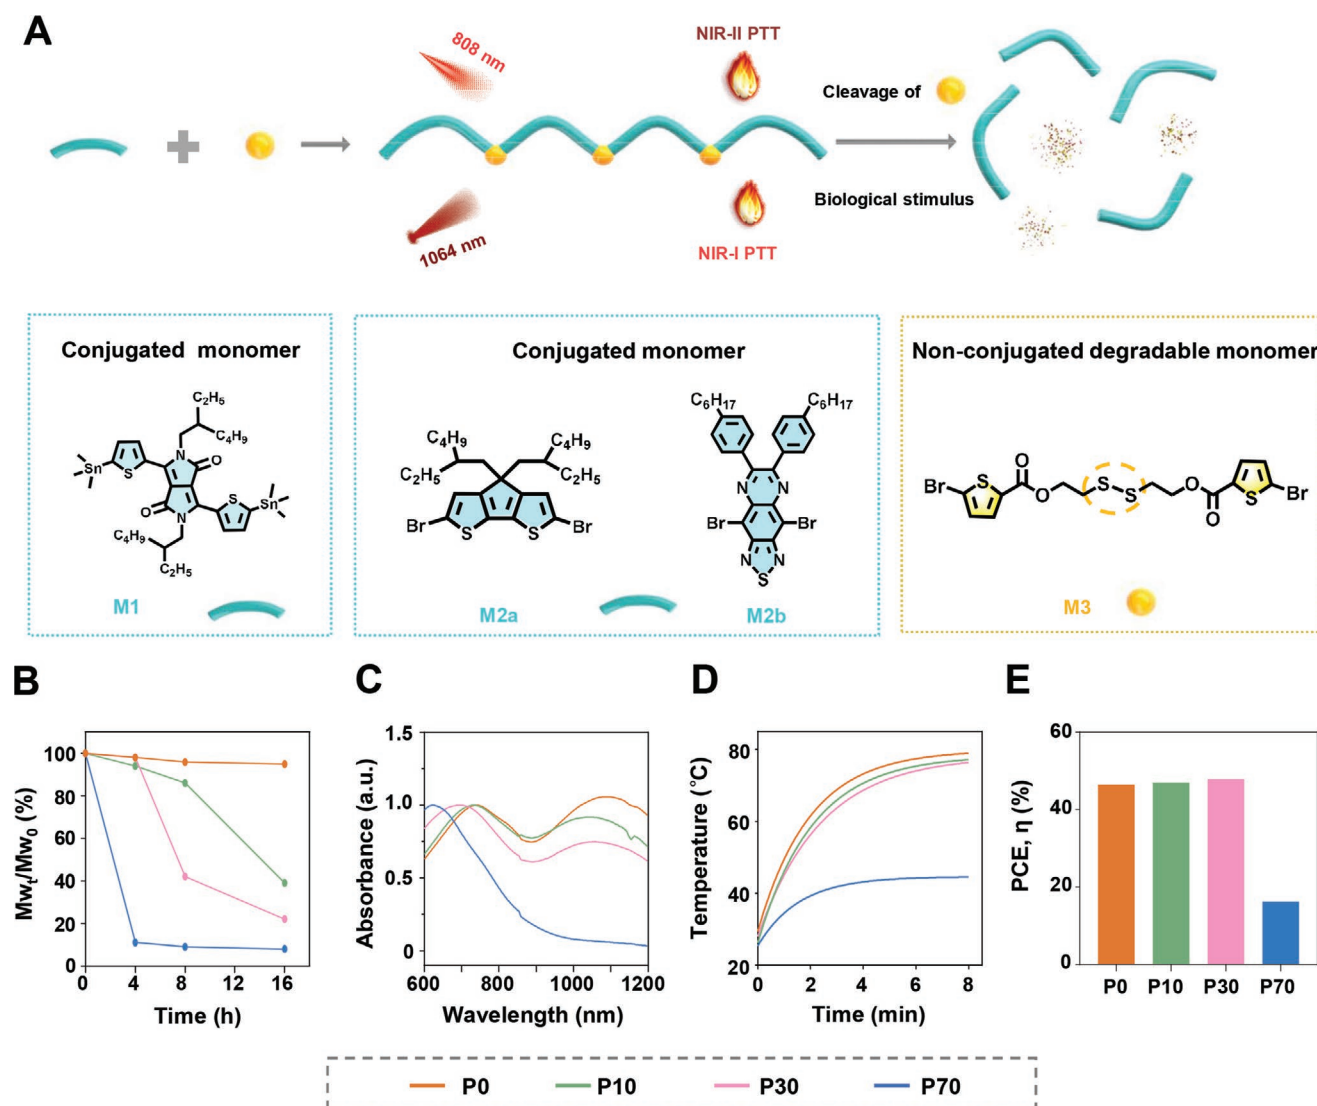 A
808 nm
NIR-II PTT
Cleavage of
Biological stimulus
1064 nm
NIR-I PTT
Conjugated monomer
C2H5
C4H9
Sn
S
N
O
O
N
S
Sn
C4H9
C2H5
M1
Conjugated monomer
C4H9
C4H9
C2H5
C2H5
Br
S
S
Br
M2a
C6H17
C6H17
N
N
Br
Br
N
N
S
M2b
Non-conjugated degradable monomer
Br
S
O
O
S
S
O
O
S
Br
M3
B
Mwt/Mw0 (%)
100
80
60
40
20
0
0
4
8
12
16
Time (h)
C
Absorbance (a.u.)
1.5
1.0
0.5
0
600
800
1000
1200
Wavelength (nm)
D
Temperature (°C)
80
60
40
20
0
2
4
6
8
Time (min)
E
PCE, η (%)
60
40
20
0
P0
P10
P30
P70
P0
P10
P30
P70